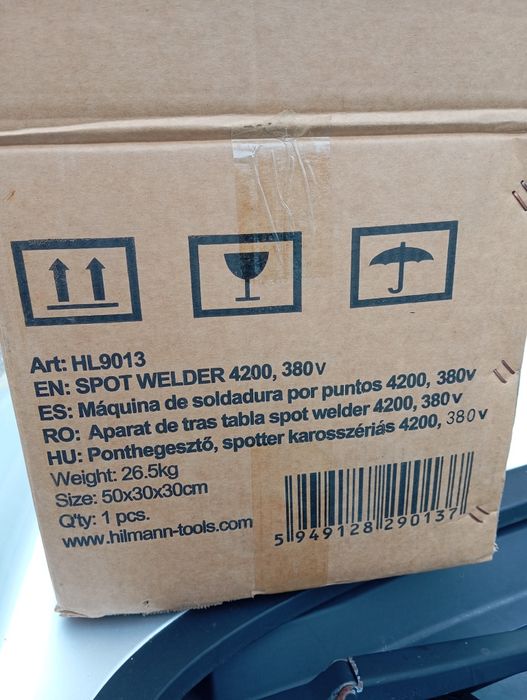 Art: HL9013
EN: SPOT WELDER 4200, 380v
ES: Máquina de soldadura por puntos 4200, 380v
RO: Aparat de tras tabla spot welder 4200, 380v
HU: Ponthegesztő, spotter karosszériás 4200, 380v
Weight: 26.5kg
Size: 50x30x30cm
Q'ty: 1 pcs.
www.hilmann-tools.com
5 949128 290137